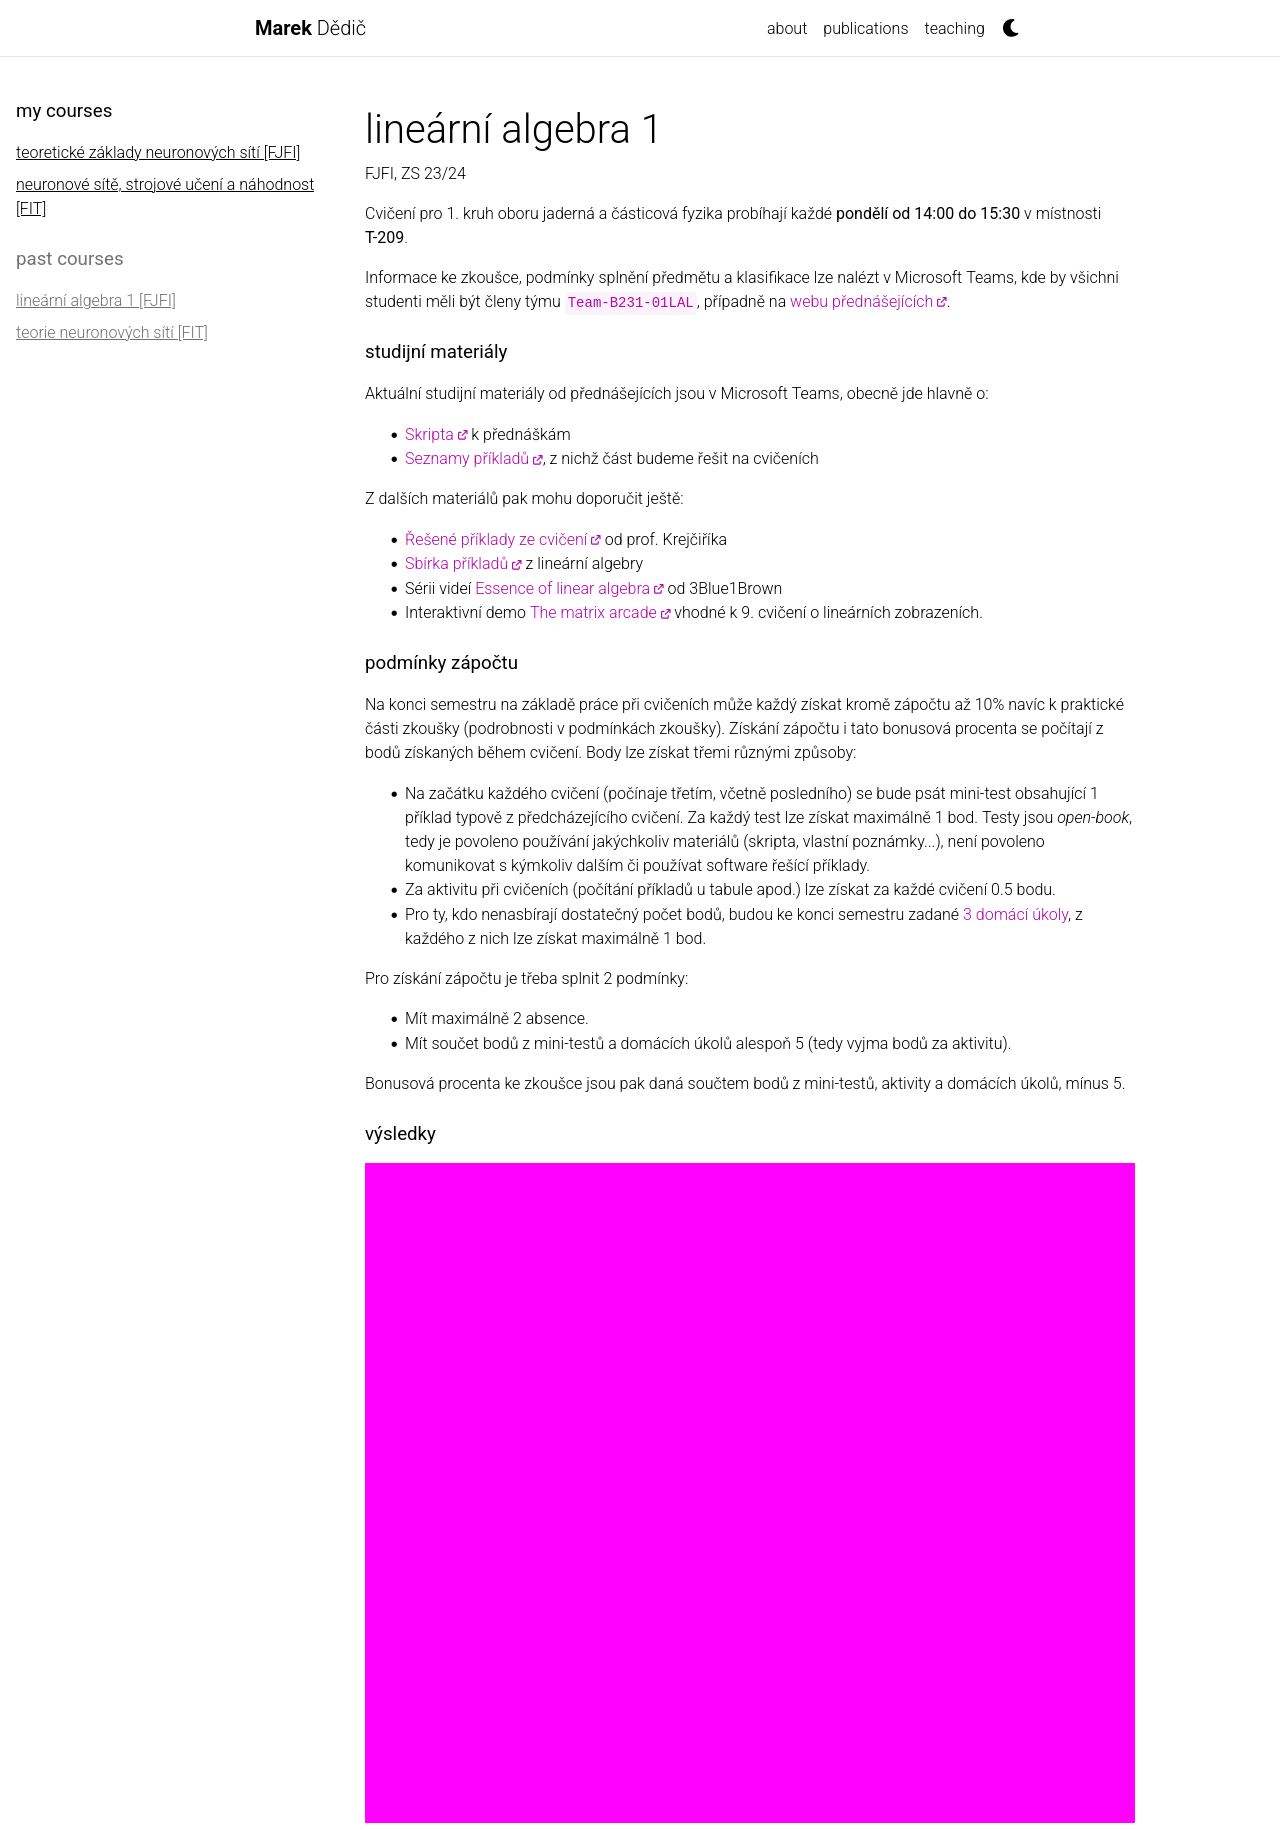 Marek Dědič
about publications teaching
my courses
teoretické základy neuronových sítí [FJFI]
neuronové sítě, strojové učení a náhodnost
[FIT]
past courses
lineární algebra 1 [FJFI]
teorie neuronových sítí [FIT]
lineární algebra 1
FJFI, ZS 23/24
Cvičení pro 1. kruh oboru jaderná a částicová fyzika probíhají každé pondělí od 14:00 do 15:30 v místnosti
T-209.
Informace ke zkoušce, podmínky splnění předmětu a klasifikace lze nalézt v Microsoft Teams, kde by všichni
studenti měli být členy týmu Team-B231-01LAL, případně na webu přednášejících.
studijní materiály
Aktuální studijní materiály od přednášejících jsou v Microsoft Teams, obecně jde hlavně o:
• Skripta k přednáškám
• Seznamy příkladů, z nichž část budeme řešit na cvičeních
Z dalších materiálů pak mohu doporučit ještě:
• Řešené příklady ze cvičení od prof. Krejčiříka
• Sbírka příkladů z lineární algebry
• Sérii videí Essence of linear algebra od 3Blue1Brown
• Interaktivní demo The matrix arcade vhodné k 9. cvičení o lineárních zobrazeních.
podmínky zápočtu
Na konci semestru na základě práce při cvičeních může každý získat kromě zápočtu až 10% navíc k praktické
části zkoušky (podrobnosti v podmínkách zkoušky). Získání zápočtu i tato bonusová procenta se počítají z
bodů získaných během cvičení. Body lze získat třemi různými způsoby:
• Na začátku každého cvičení (počínaje třetím, včetně posledního) se bude psát mini-test obsahující 1
příklad typově z předcházejícího cvičení. Za každý test lze získat maximálně 1 bod. Testy jsou open-book,
tedy je povoleno používání jakýchkoliv materiálů (skripta, vlastní poznámky...), není povoleno
komunikovat s kýmkoliv dalším či používat software řešící příklady.
• Za aktivitu při cvičeních (počítání příkladů u tabule apod.) lze získat za každé cvičení 0.5 bodu.
• Pro ty, kdo nenasbírají dostatečný počet bodů, budou ke konci semestru zadané 3 domácí úkoly, z
každého z nich lze získat maximálně 1 bod.
Pro získání zápočtu je třeba splnit 2 podmínky:
• Mít maximálně 2 absence.
• Mít součet bodů z mini-testů a domácích úkolů alespoň 5 (tedy vyjma bodů za aktivitu).
Bonusová procenta ke zkoušce jsou pak daná součtem bodů z mini-testů, aktivity a domácích úkolů, mínus 5.
výsledky